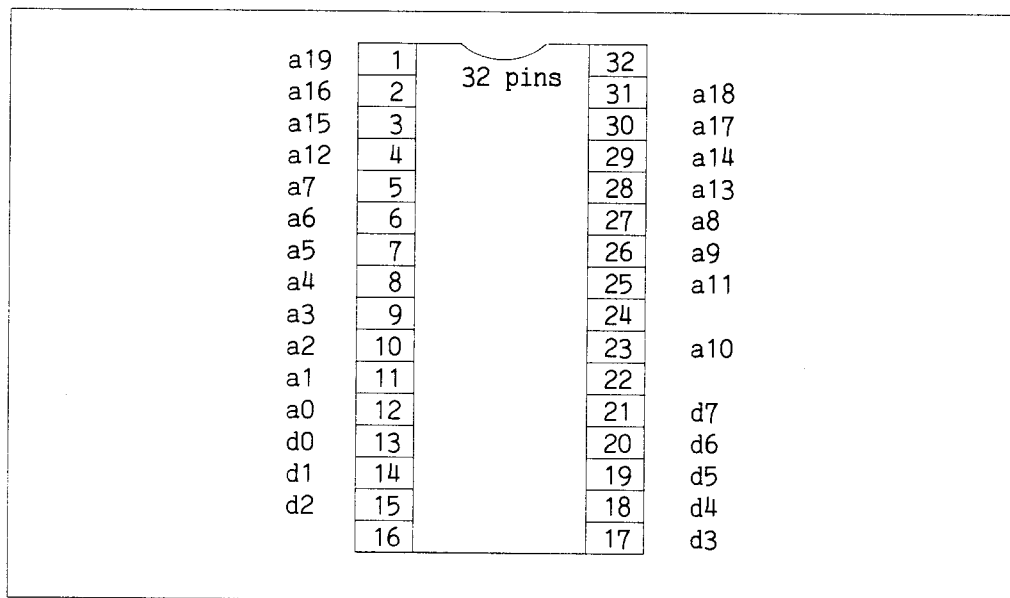 a19 1 32
32 pins
a16 2 31 a18
a15 3 30 a17
a12 4 29 a14
a7 5 28 a13
a6 6 27 a8
a5 7 26 a9
a4 8 25 a11
a3 9 24
a2 10 23 a10
a1 11 22
a0 12 21 d7
d0 13 20 d6
d1 14 19 d5
d2 15 18 d4
16 17 d3